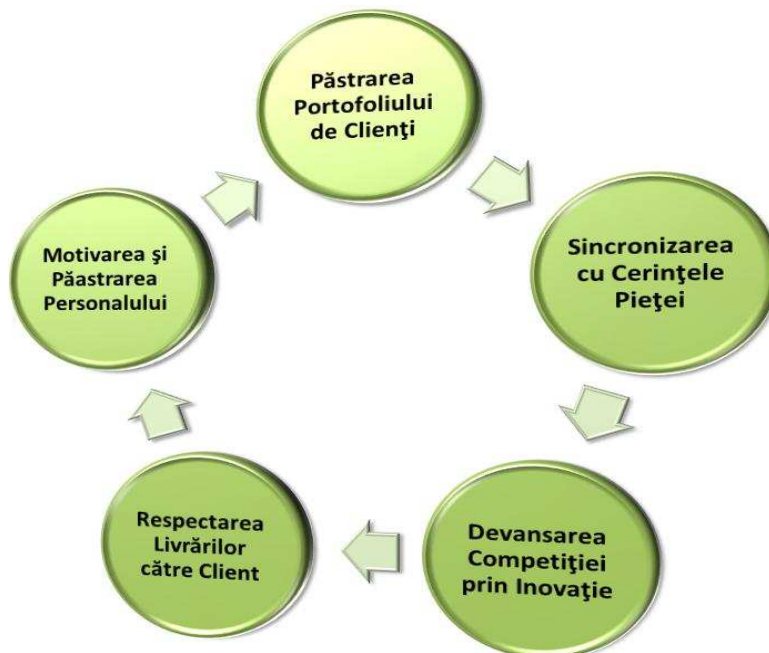 Păstrarea
Portofoliului
de Clienţi
Sincronizarea
cu Cerinţele
Pieţei
Devansarea
Competiţiei
prin Inovaţie
Respectarea
Livrărilor
către Client
Motivarea şi
Păastrarea
Personalului